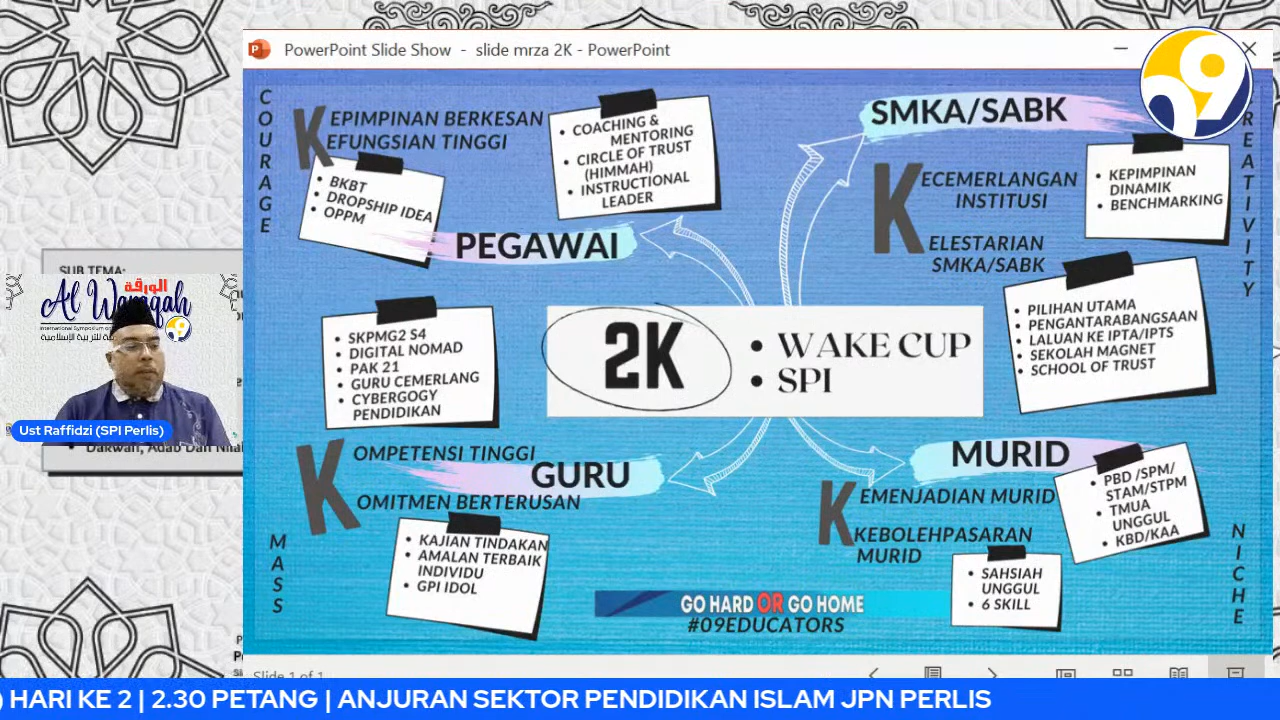 PowerPoint Slide Show - slide mrza 2K - PowerPoint
COURAGE
KEPIMPINAN BERKESAN
KEFUNGSIAN TINGGI
• BKBT
• DROPSHIP IDEA
• OPPM
• COACHING &
MENTORING
• CIRCLE OF TRUST
(HIMMAH)
• INSTRUCTIONAL
LEADER
PEGAWAI
SMKA/SABK
KECEMERLANGAN
INSTITUSI
KELESTARIAN
SMKA/SABK
• KEPIMPINAN
DINAMIK
• BENCHMARKING
CREATIVITY
• PILIHAN UTAMA
• PENGANTARABANGSAAN
• LALUAN KE IPTA/IPTS
• SEKOLAH MAGNET
• SCHOOL OF TRUST
2K
• WAKE CUP
• SPI
• SKPMG2 S4
• DIGITAL NOMAD
• PAK 21
• GURU CEMERLANG
• CYBERGOGY
PENDIDIKAN
KOMPETENSI TINGGI
GURU
KOMITMEN BERTERUSAN
• KAJIAN TINDAKAN
• AMALAN TERBAIK
INDIVIDU
• GPI IDOL
MASS
MURID
KEMENJADIAN MURID
KKEBOLEHPASARAN
MURID
• PBD /SPM/
STAM/STPM
• TMUA
UNGGUL
• KBD/KAA
• SAHSIAH
UNGGUL
• 6 SKILL
NICHE
GO HARD OR GO HOME
#09EDUCATORS
Slide 1 of 1
SUB TEMA:
الورقة
Al Waraqah
Ust Raffidzi (SPI Perlis)
• Dakwah, Adab Dan Nilai
) HARI KE 2 | 2.30 PETANG | ANJURAN SEKTOR PENDIDIKAN ISLAM JPN PERLIS